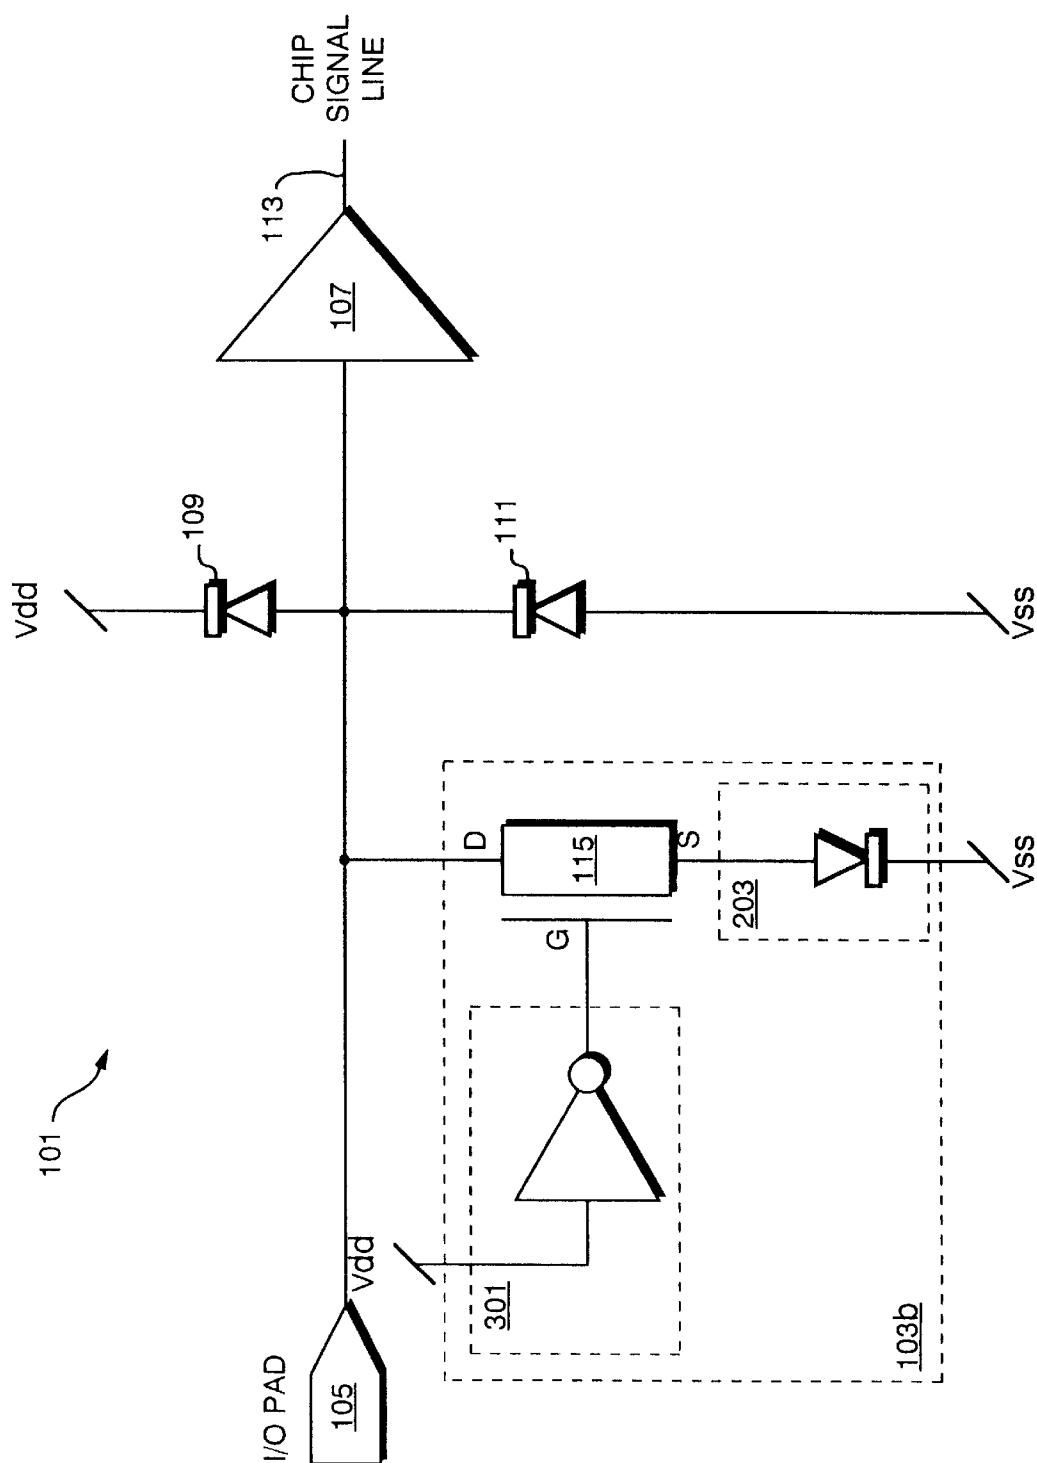 Vdd
CHIP
SIGNAL
LINE
113
107
109
111
Vss
101
I/O PAD
105
Vdd
D
115
S
G
203
Vss
301
103b